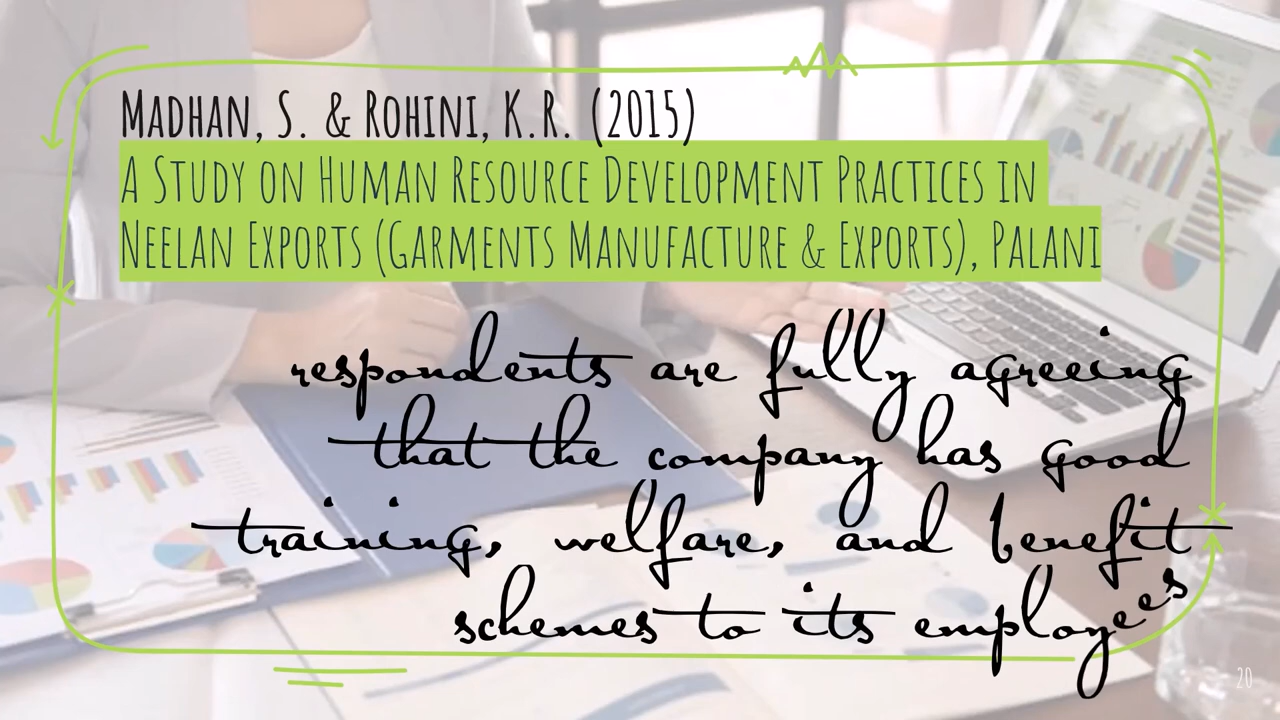 Madhan, S. & Rohini, K.R. (2015)
A Study on Human Resource Development Practices in
Neelan Exports (Garments Manufacture & Exports), Palani
respondents are fully agreeing
that the company has good
training, welfare, and benefit
schemes to its employees
20